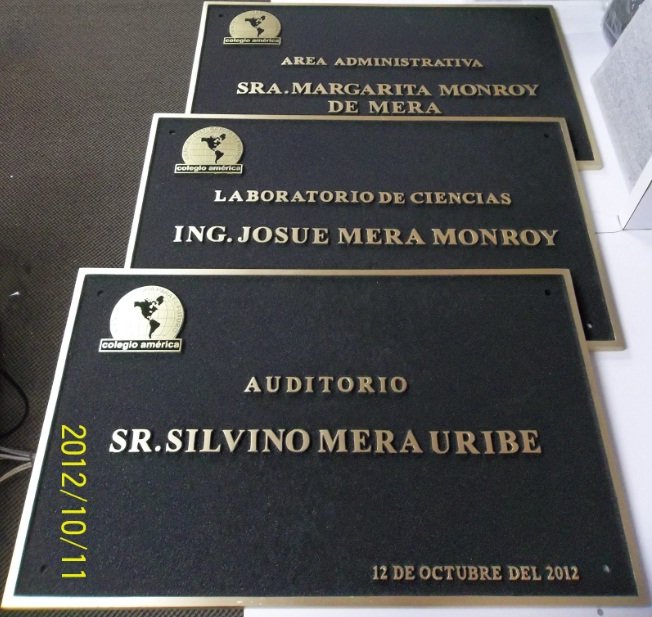 colegio américa
AREA ADMINISTRATIVA
SRA. MARGARITA MONROY
DE MERA
colegio américa
LABORATORIO DE CIENCIAS
ING. JOSUE MERA MONROY
colegio américa
AUDITORIO
SR. SILVINO MERA URIBE
12 DE OCTUBRE DEL 2012
2012/10/11